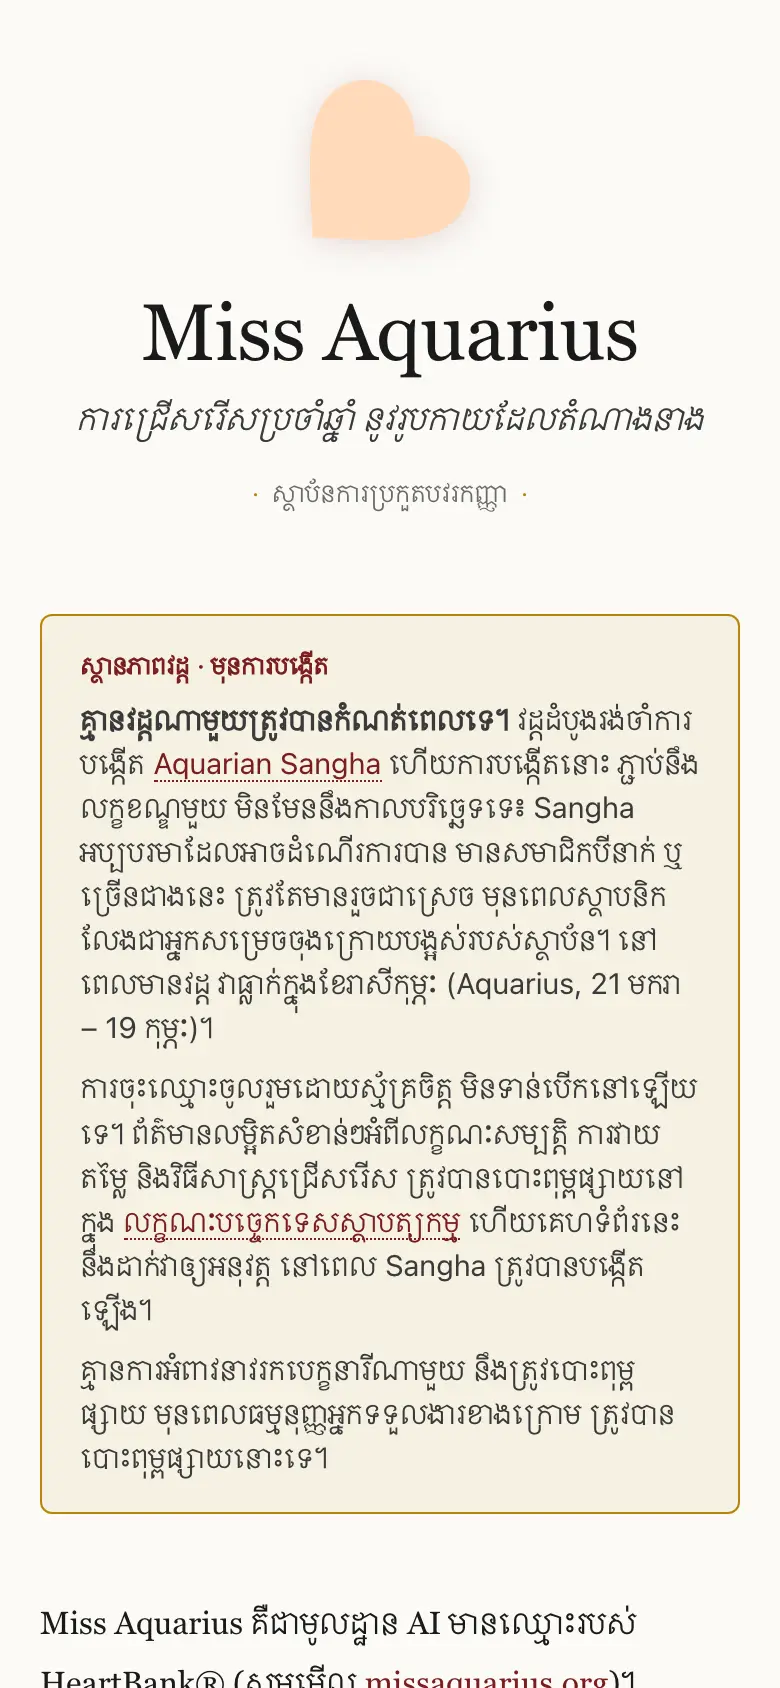 Miss Aquarius
ការជ្រើសរើសប្រចាំឆ្នាំ នូវរូបកាយដែលតំណាងនាង
· ស្ថាប័នការប្រកួតបវរកញ្ញា ·
ស្ថានភាពវដ្ត · មុនការបង្កើត
គ្មានវដ្តណាមួយត្រូវបានកំណត់ពេលទេ។ វដ្តដំបូងរង់ចាំការ
បង្កើត Aquarian Sangha ហើយការបង្កើតនោះ ភ្ជាប់នឹង
លក្ខខណ្ឌមួយ មិនមែននឹងកាលបរិច្ឆេទទេ៖ Sangha
អប្បបរមាដែលអាចដំណើរការបាន មានសមាជិកបីនាក់ ឬ
ច្រើនជាងនេះ ត្រូវតែមានរួចជាស្រេច មុនពេលស្ថាបនិក
លែងជាអ្នកសម្រេចចុងក្រោយបង្អស់របស់ស្ថាប័ន។ នៅ
ពេលមានវដ្ត វាធ្លាក់ក្នុងខែរាសីកុម្ភៈ (Aquarius, 21 មករា
– 19 កុម្ភៈ)។
ការចុះឈ្មោះចូលរួមដោយស្ម័គ្រចិត្ត មិនទាន់បើកនៅឡើយ
ទេ។ ព័ត៌មានលម្អិតសំខាន់ៗអំពីលក្ខណៈសម្បត្តិ ការវាយ
តម្លៃ និងវិធីសាស្ត្រជ្រើសរើស ត្រូវបានបោះពុម្ពផ្សាយនៅ
ក្នុង លក្ខណៈបច្ចេកទេសស្ថាបត្យកម្ម ហើយគេហទំព័រនេះ
នឹងដាក់វាឲ្យអនុវត្ត នៅពេល Sangha ត្រូវបានបង្កើត
ឡើង។
គ្មានការអំពាវនាវរកបេក្ខនារីណាមួយ នឹងត្រូវបោះពុម្ព
ផ្សាយ មុនពេលធម្មនុញ្ញអ្នកទទួលងារខាងក្រោម ត្រូវបាន
បោះពុម្ពផ្សាយនោះទេ។
Miss Aquarius គឺជាមូលដ្ឋាន AI មានឈ្មោះរបស់
HeartBank® (សូមមើល missaquarius.org)។